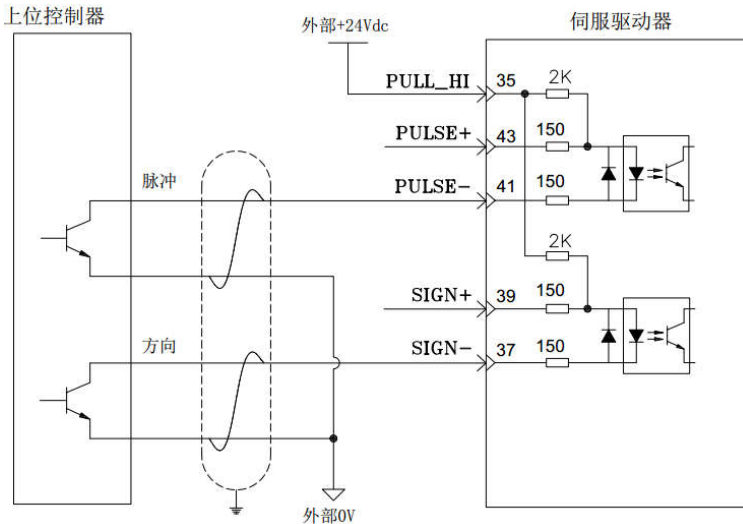 上位控制器
外部+24Vdc
伺服驱动器
PULL_HI
35
2K
PULSE+
43
150
脉冲
PULSE-
41
150
2K
SIGN+
39
150
方向
SIGN-
37
150
外部0V